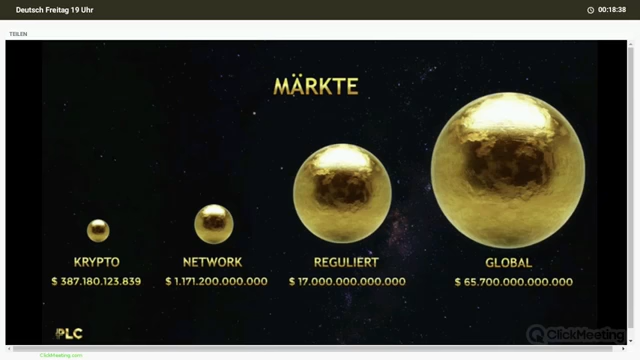 Deutsch Freitag 19 Uhr
00:18:38
TEILEN
MÄRKTE
KRYPTO
$ 387.180.123.839
NETWORK
$ 1.171.200.000.000
REGULIERT
$ 17.000.000.000.000
GLOBAL
$ 65.700.000.000.000
PLC
ClickMeeting
ClickMeeting.com